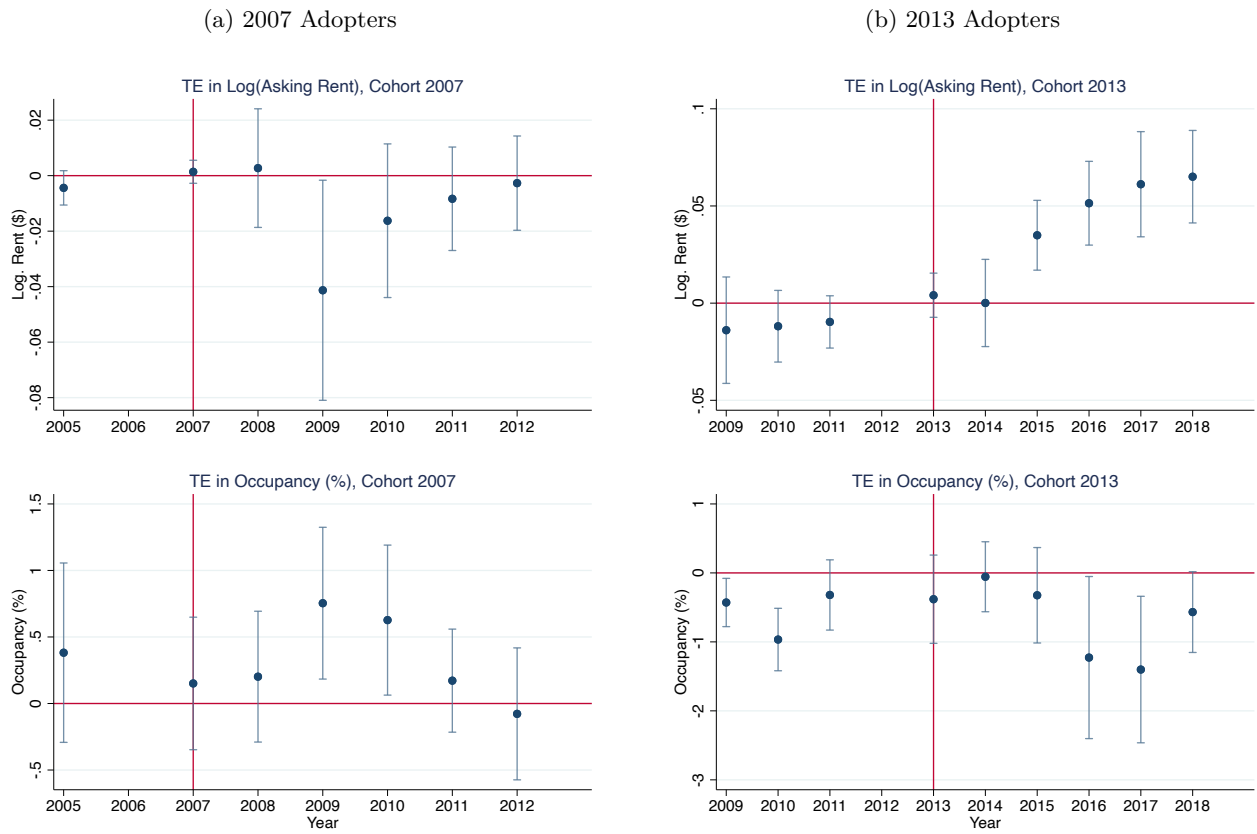 (a) 2007 Adopters
(b) 2013 Adopters
TE in Log(Asking Rent), Cohort 2007
Log. Rent ($)
.02
0
-.02
-.04
-.06
-.08
2005 2006 2007 2008 2009 2010 2011 2012
TE in Log(Asking Rent), Cohort 2013
Log. Rent ($)
.1
.05
0
-.05
2009 2010 2011 2012 2013 2014 2015 2016 2017 2018
TE in Occupancy (%), Cohort 2007
Occupancy (%)
1.5
1
.5
0
-.5
2005 2006 2007 2008 2009 2010 2011 2012
Year
TE in Occupancy (%), Cohort 2013
Occupancy (%)
1
0
-1
-2
-3
2009 2010 2011 2012 2013 2014 2015 2016 2017 2018
Year